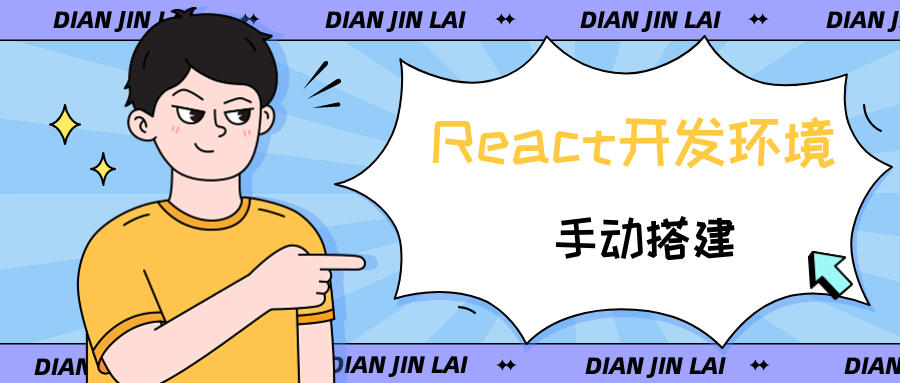 DIAN JIN L DIAN JIN LAI DIAN JIN LAI DIAN J
React开发环境
手动搭建
DIAN DIAN JIN LAI DIAN JIN LAI DIAN